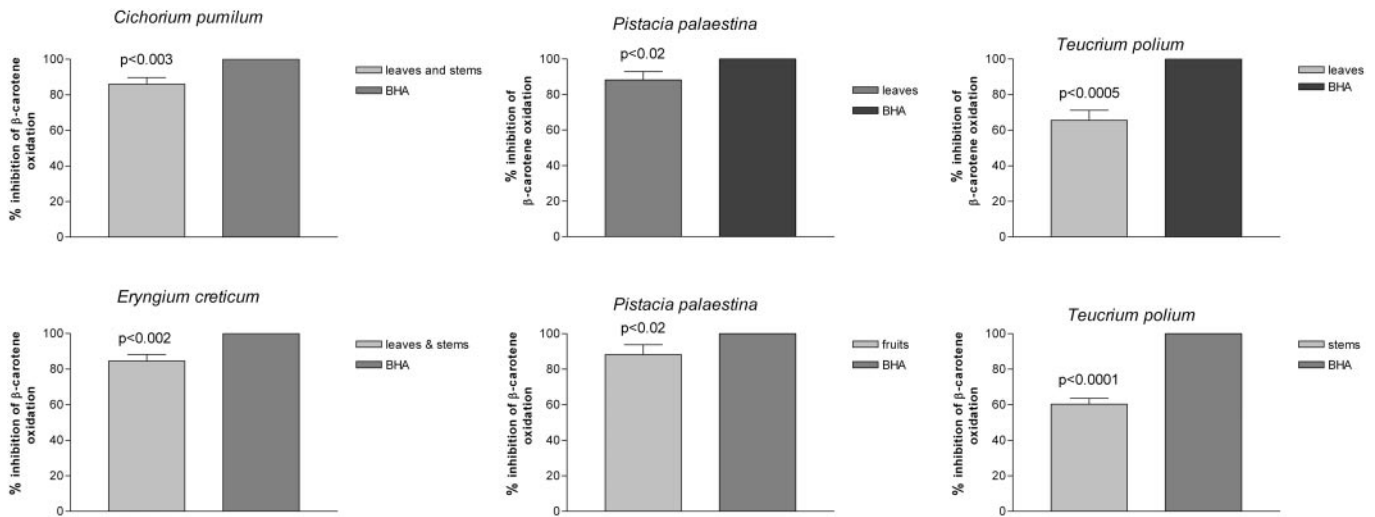 Cichorium pumilum
% inhibition of β-carotene
oxidation
100
80
60
40
20
0
p<0.003
leaves and stems
BHA
Pistacia palaestina
% inhibition of
β-carotene oxidation
100
80
60
40
20
0
p<0.02
leaves
BHA
Teucrium polium
% inhibition of
β-carotene oxidation
100
80
60
40
20
0
p<0.0005
leaves
BHA
Eryngium creticum
% inhibition of β-carotene
oxidation
100
80
60
40
20
0
p<0.002
leaves & stems
BHA
Pistacia palaestina
% inhibition of β-carotene
oxidation
100
80
60
40
20
0
p<0.02
fruits
BHA
Teucrium polium
% inhibition of β-carotene
oxidation
100
80
60
40
20
0
p<0.0001
stems
BHA